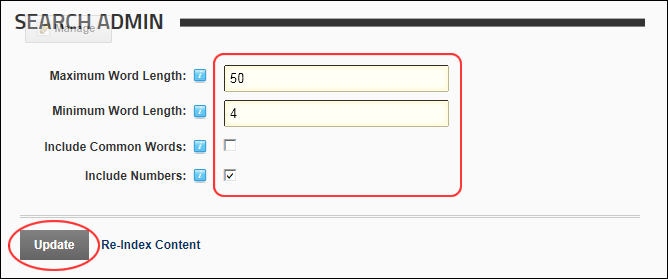 SEARCH ADMIN
Manage
Maximum Word Length: i 50
Minimum Word Length: i 4
Include Common Words: i
Include Numbers: i
Update Re-Index Content